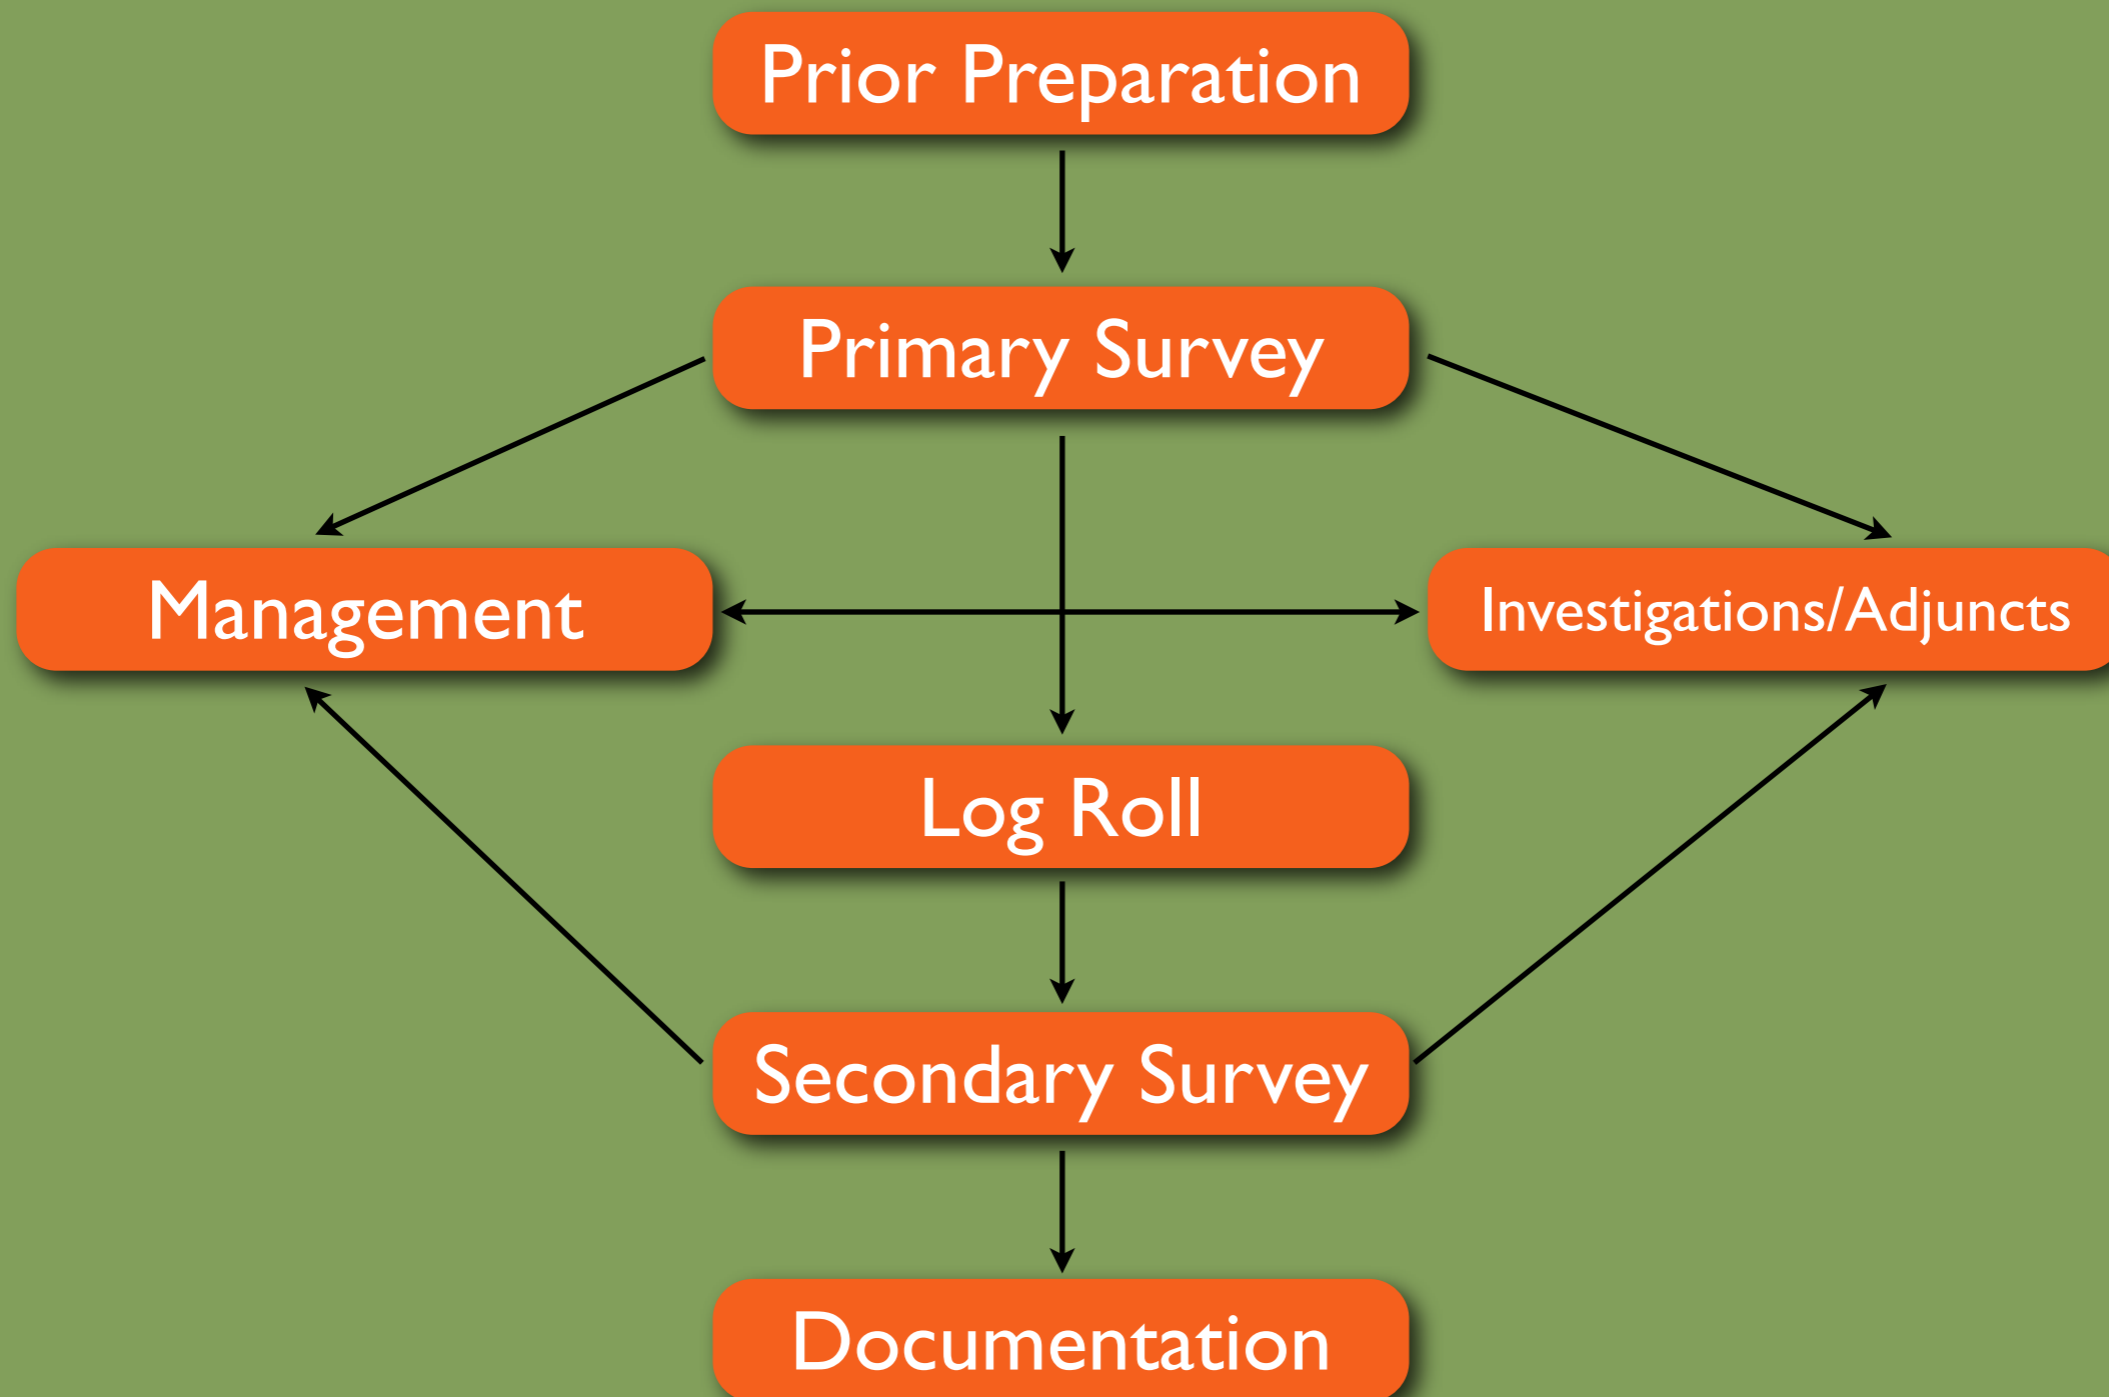 Prior Preparation
Primary Survey
Management
Investigations/Adjuncts
Log Roll
Secondary Survey
Documentation